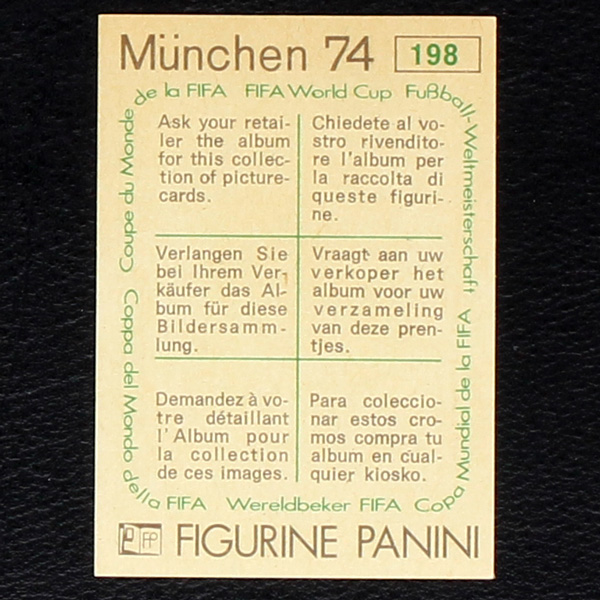 München 74 198
de la FIFA FIFA World Cup Fußball-Weltmeisterschaft
Ask your retai-
ler the album
for this collec-
tion of picture-
cards.
Chiedete al vo-
stro rivendito-
re l'album per
la raccolta di
queste figuri-
ne.
Verlangen Sie
bei Ihrem Ver-
käufer das Al-
bum für diese
Bildersamm-
lung.
Vraagt aan uw
verkoper het
album voor uw
verzameling
van deze pren-
tjes.
Demandez à vo-
tre détaillant
l'Album pour
la collection
de ces images.
Para coleccio-
nar estos cro-
mos compra tu
album en cual-
quier kiosko.
Coupe du Monde
Coppa del Mondo della FIFA Wereldbeker FIFA Copa Mundial de la FIFA
FP FIGURINE PANINI